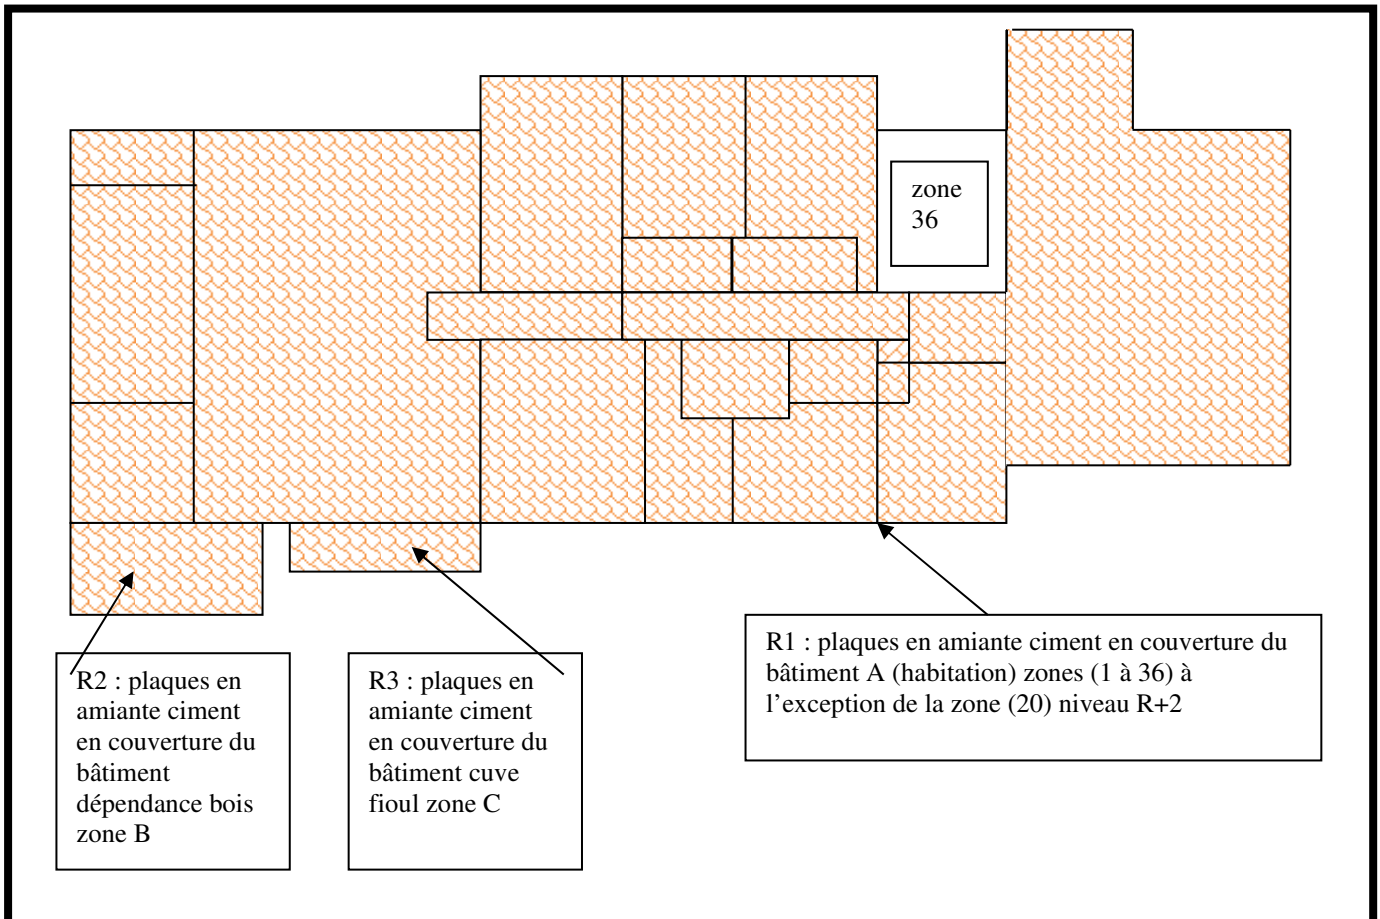 zone
36
R1 : plaques en amiante ciment en couverture du
bâtiment A (habitation) zones (1 à 36) à
l’exception de la zone (20) niveau R+2
R2 : plaques en
amiante ciment
en couverture du
bâtiment
dépendance bois
zone B
R3 : plaques en
amiante ciment
en couverture du
bâtiment cuve
fioul zone C